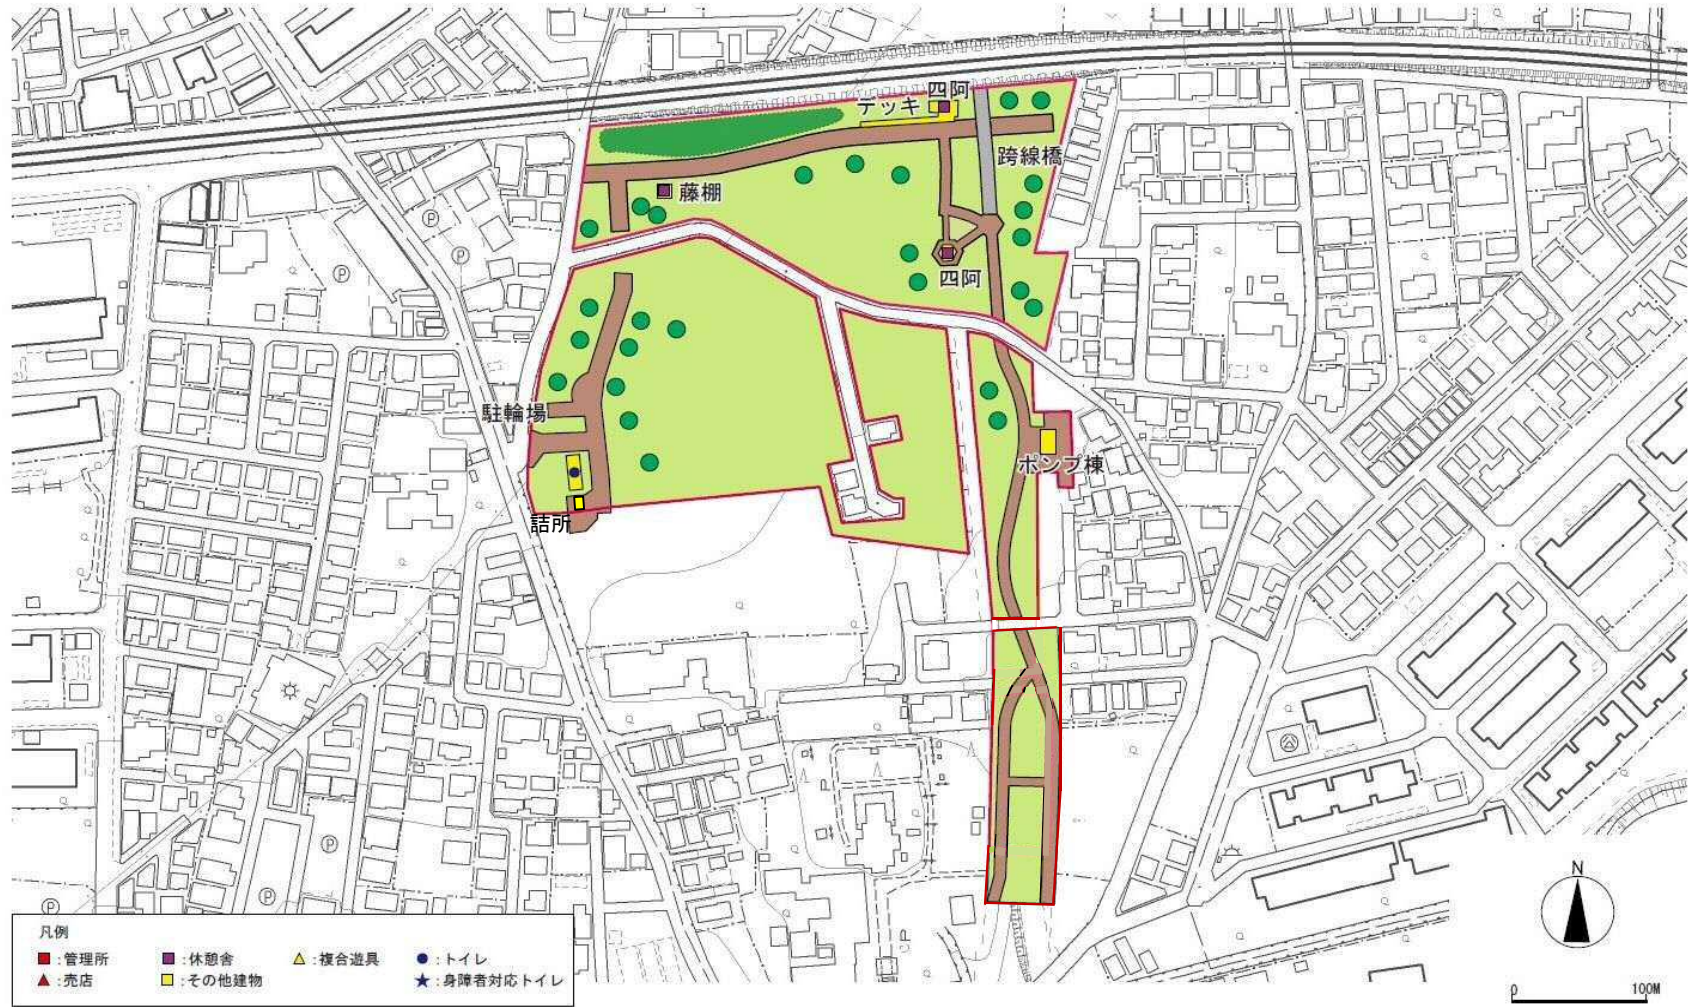 四阿
デッキ
跨線橋
藤棚
四阿
駐輪場
ポンプ棟
詰所
P
P
P
P
P
P
CP
N
凡例
:管理所 :休憩舎 :複合遊具 :トイレ
:売店 :その他建物 :身障者対応トイレ
0 100M